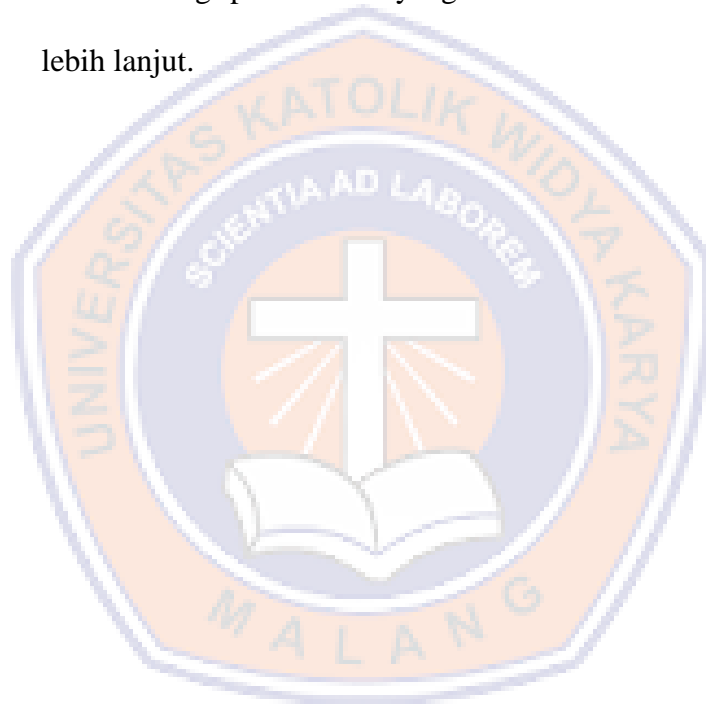 lebih lanjut.
UNIVERSITAS KATOLIK WIDYA KARYA
SCIENTIA AD LABOREM
MALANG